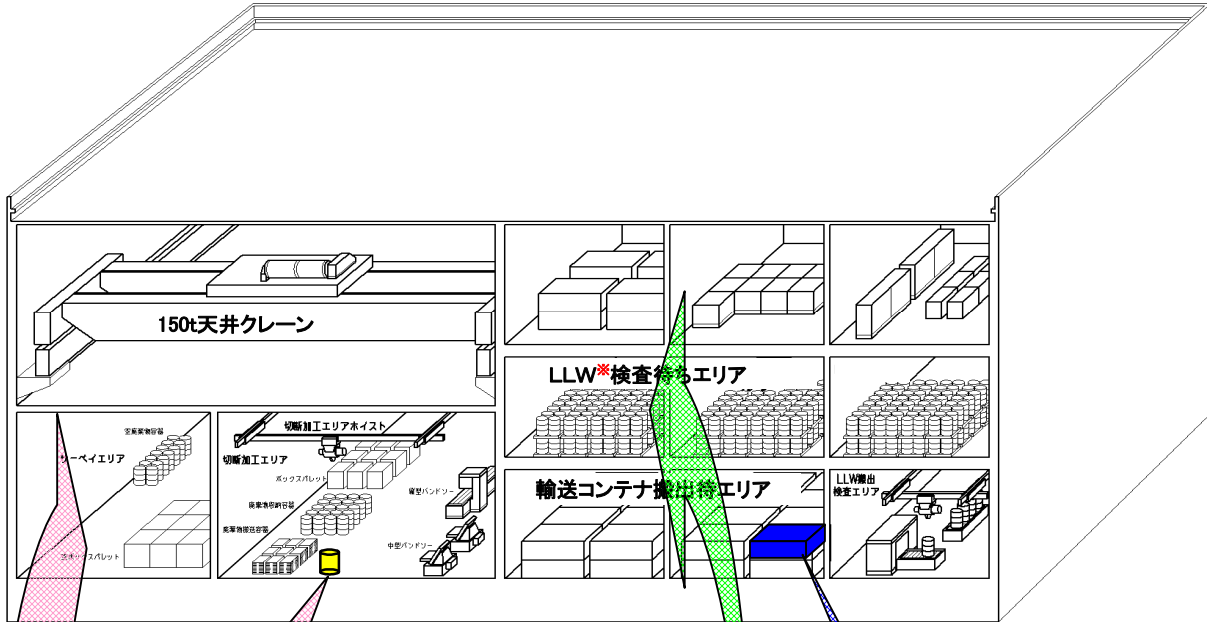 150t天井クレーン
LLW※検査待ちエリア
切断加工エリアホイスト
空廃棄物容器
ーベイエリア
切断加工エリア
ボックスパレット
竪型バンドソー
廃棄物収納容器
廃棄物搬送容器
中型バンドソー
空ボックスパレット
輸送コンテナ搬出待エリア
LLW搬出
検査エリア